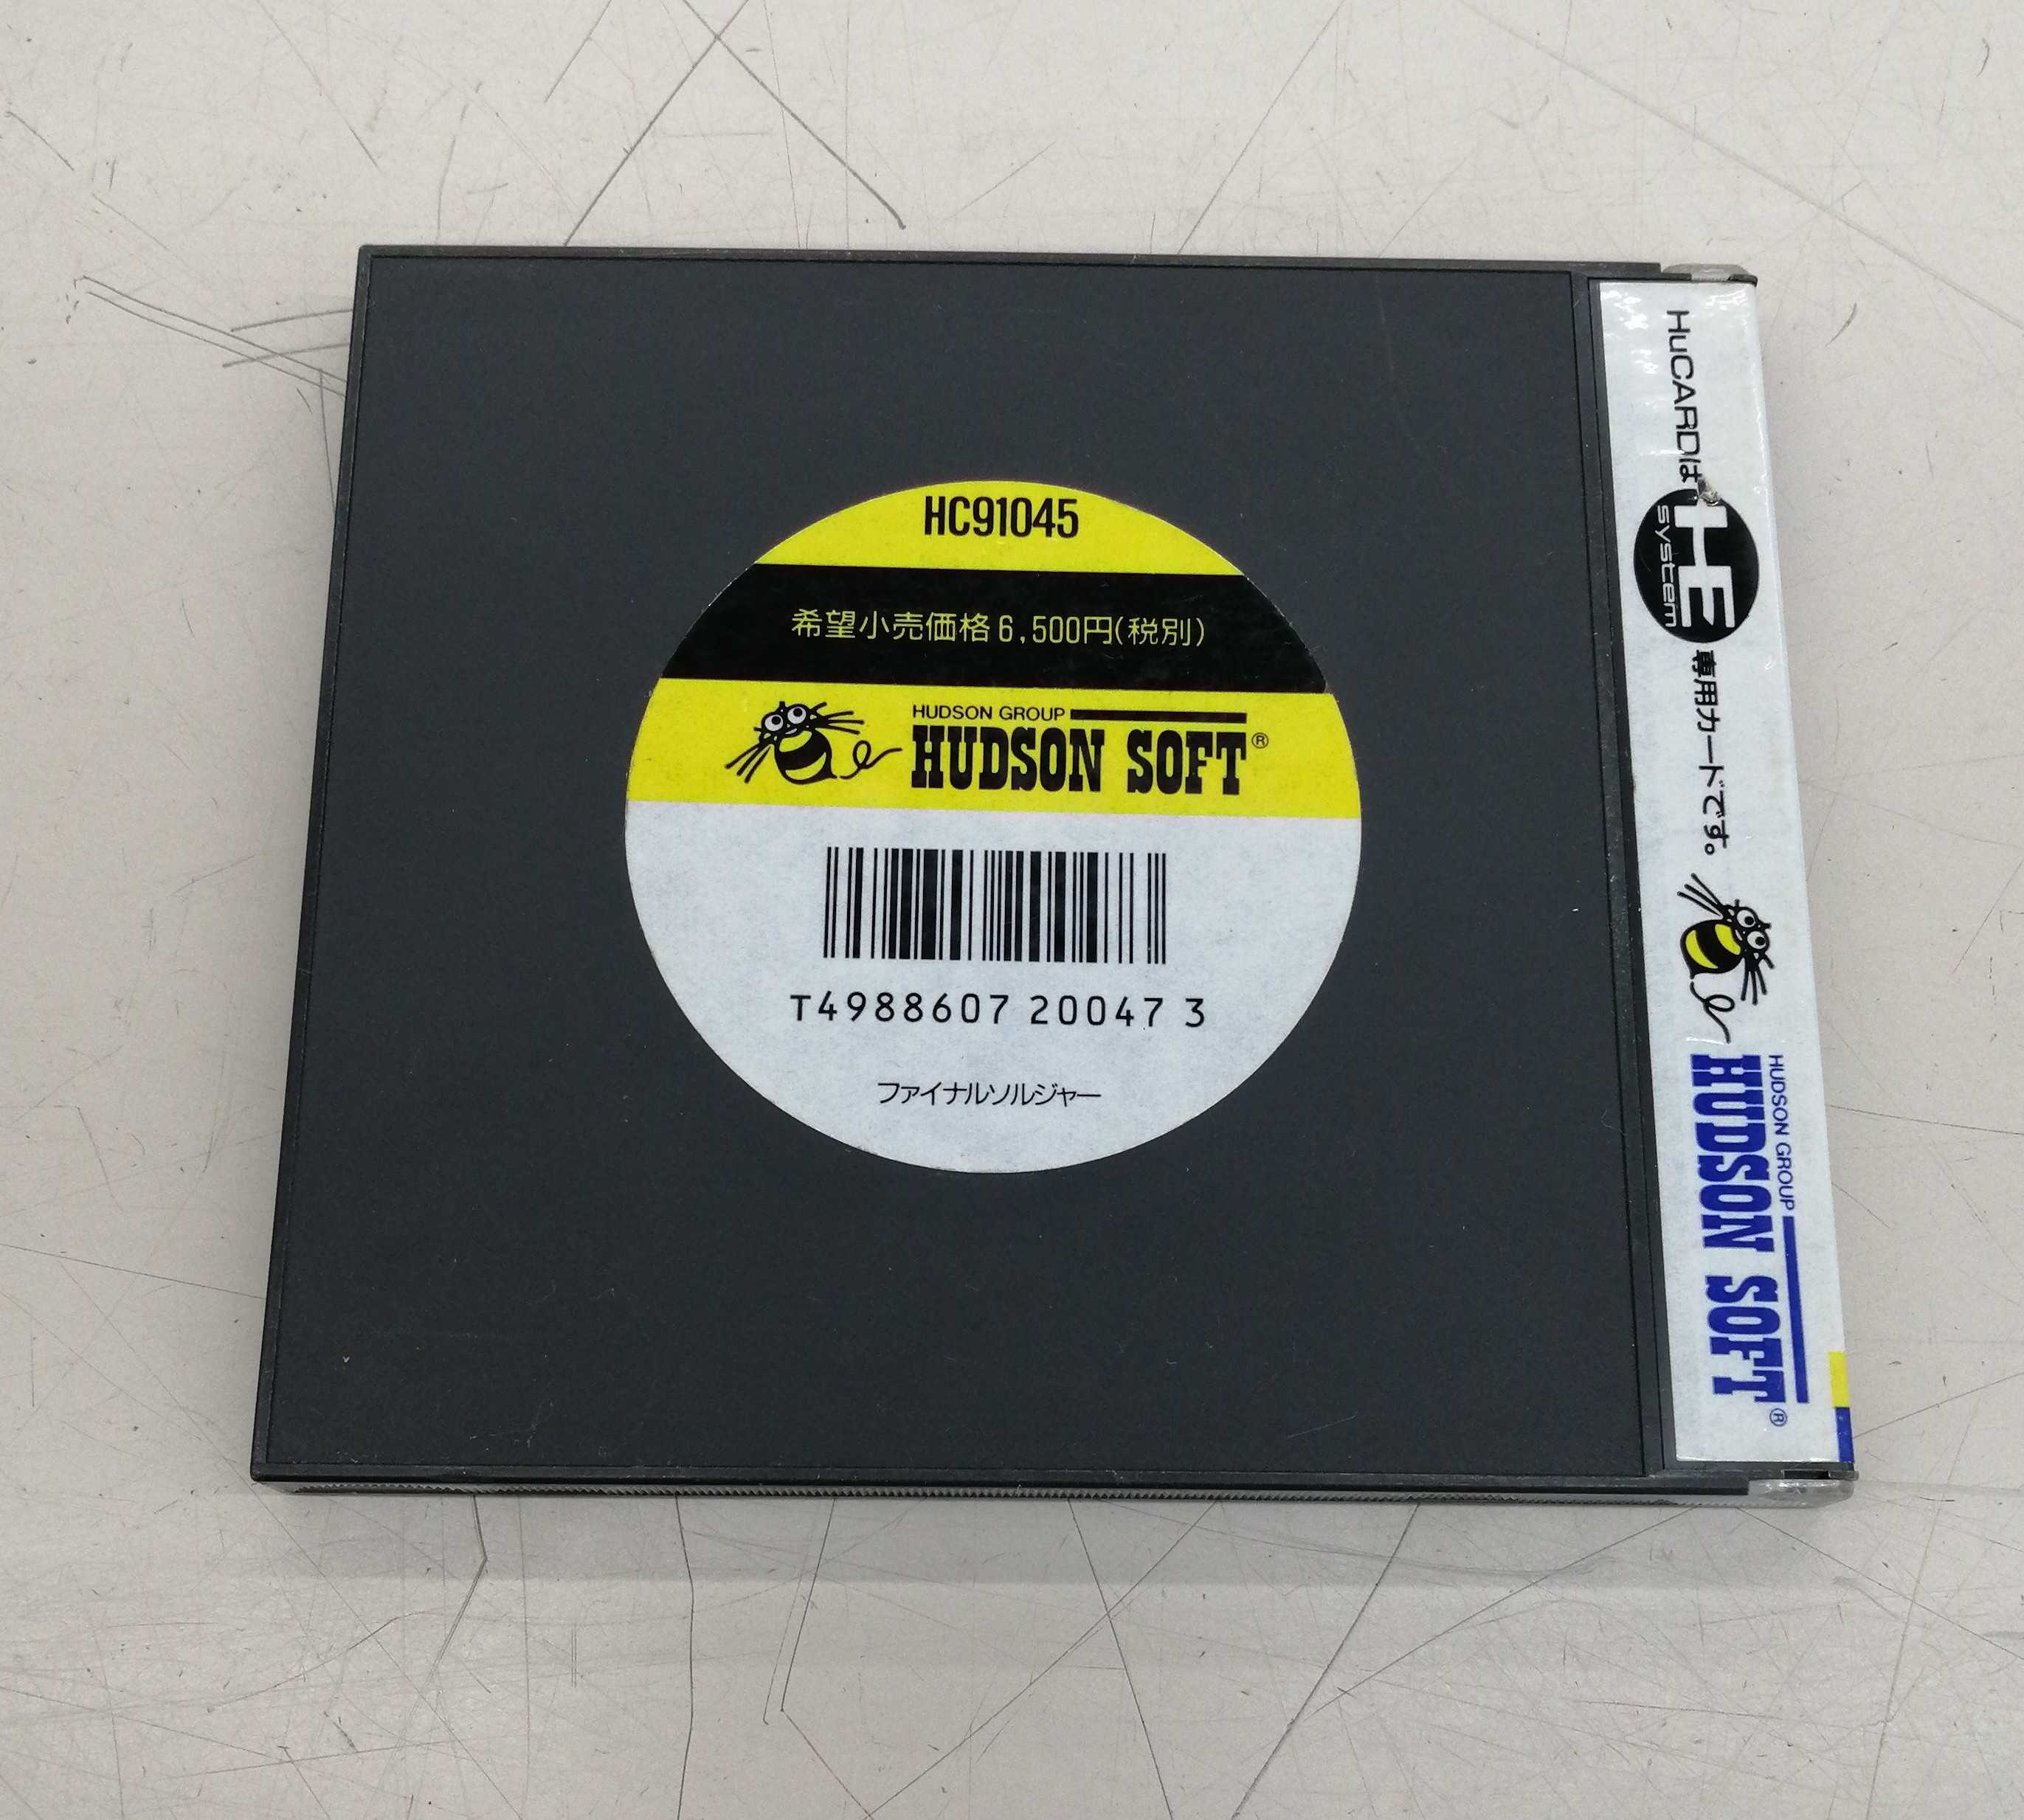 HC91045
希望小売価格6,500円(税別)
HUDSON GROUP
HUDSON SOFT®
T4988607 20047 3
ファイナルソルジャー
HuCARDは
HE
system
専用カードです。
HUDSON GROUP
HUDSON SOFT®